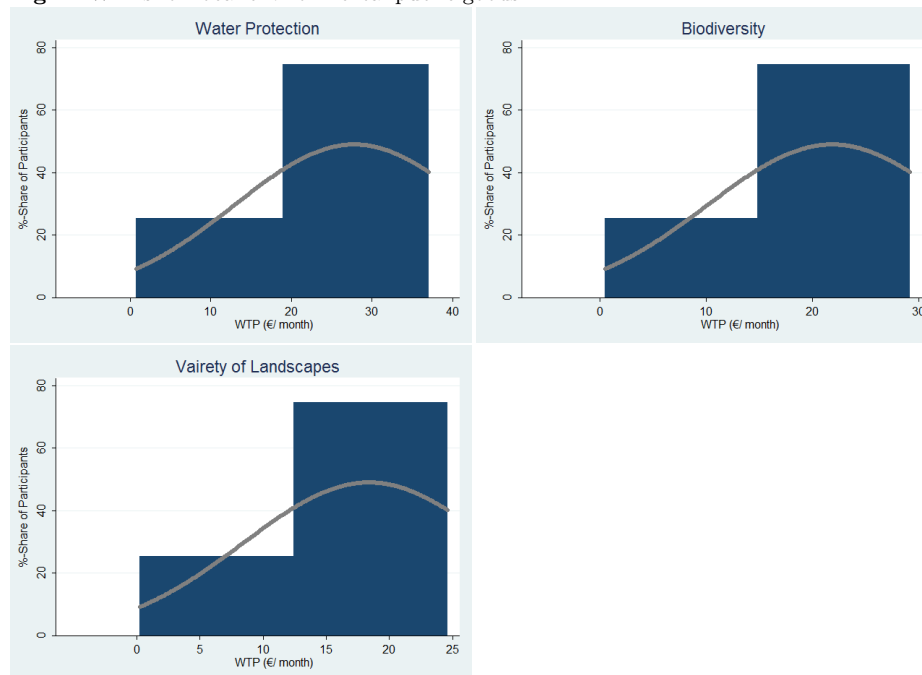 Water Protection
%-Share of Participants
80
60
40
20
0
0 10 20 30 40
WTP (€/ month)
Biodiversity
%-Share of Participants
80
60
40
20
0
0 10 20 30
WTP (€/ month)
Vairety of Landscapes
%-Share of Participants
80
60
40
20
0
0 5 10 15 20 25
WTP (€/ month)